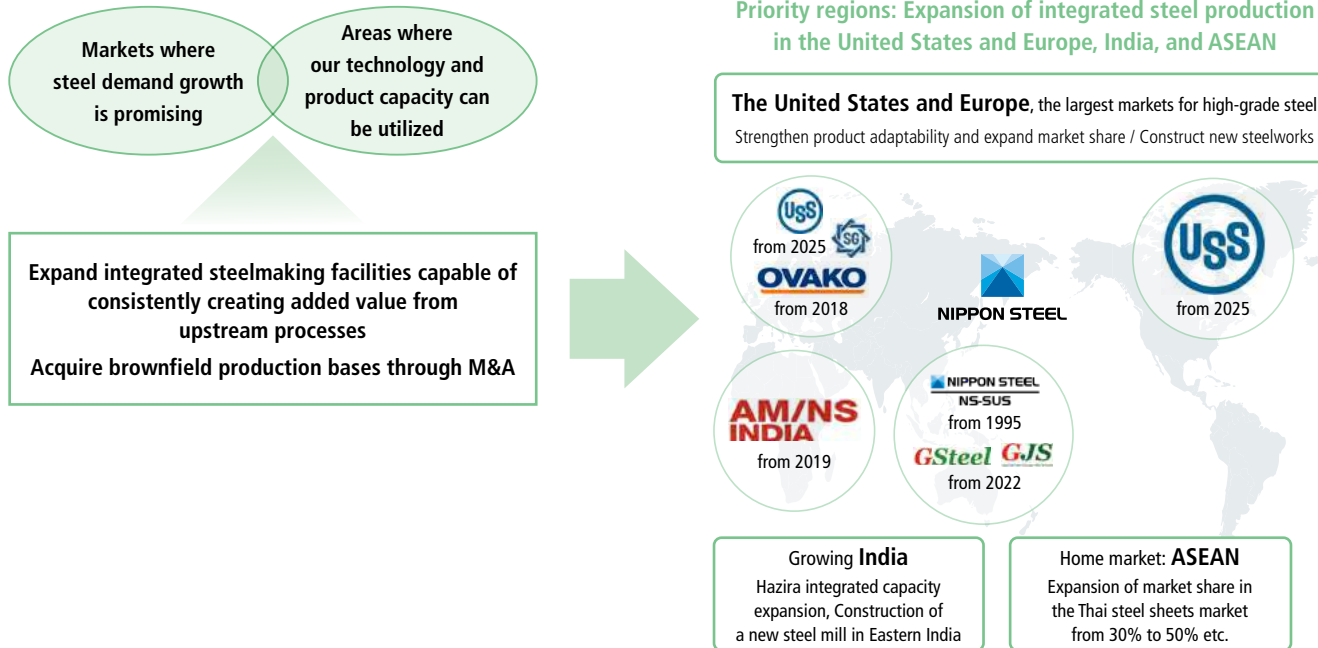 Markets where
steel demand growth
is promising
Areas where
our technology and
product capacity can
be utilized
Expand integrated steelmaking facilities capable of
consistently creating added value from
upstream processes
Acquire brownfield production bases through M&A
Priority regions: Expansion of integrated steel production
in the United States and Europe, India, and ASEAN
The United States and Europe, the largest markets for high-grade steel
Strengthen product adaptability and expand market share / Construct new steelworks
USS
from 2025
SG
OVAKO
from 2018
NIPPON STEEL
USS
from 2025
AM/NS
INDIA
from 2019
NIPPON STEEL
NS-SUS
from 1995
GSteel GJS
from 2022
Growing India
Hazira integrated capacity
expansion, Construction of
a new steel mill in Eastern India
Home market: ASEAN
Expansion of market share in
the Thai steel sheets market
from 30% to 50% etc.